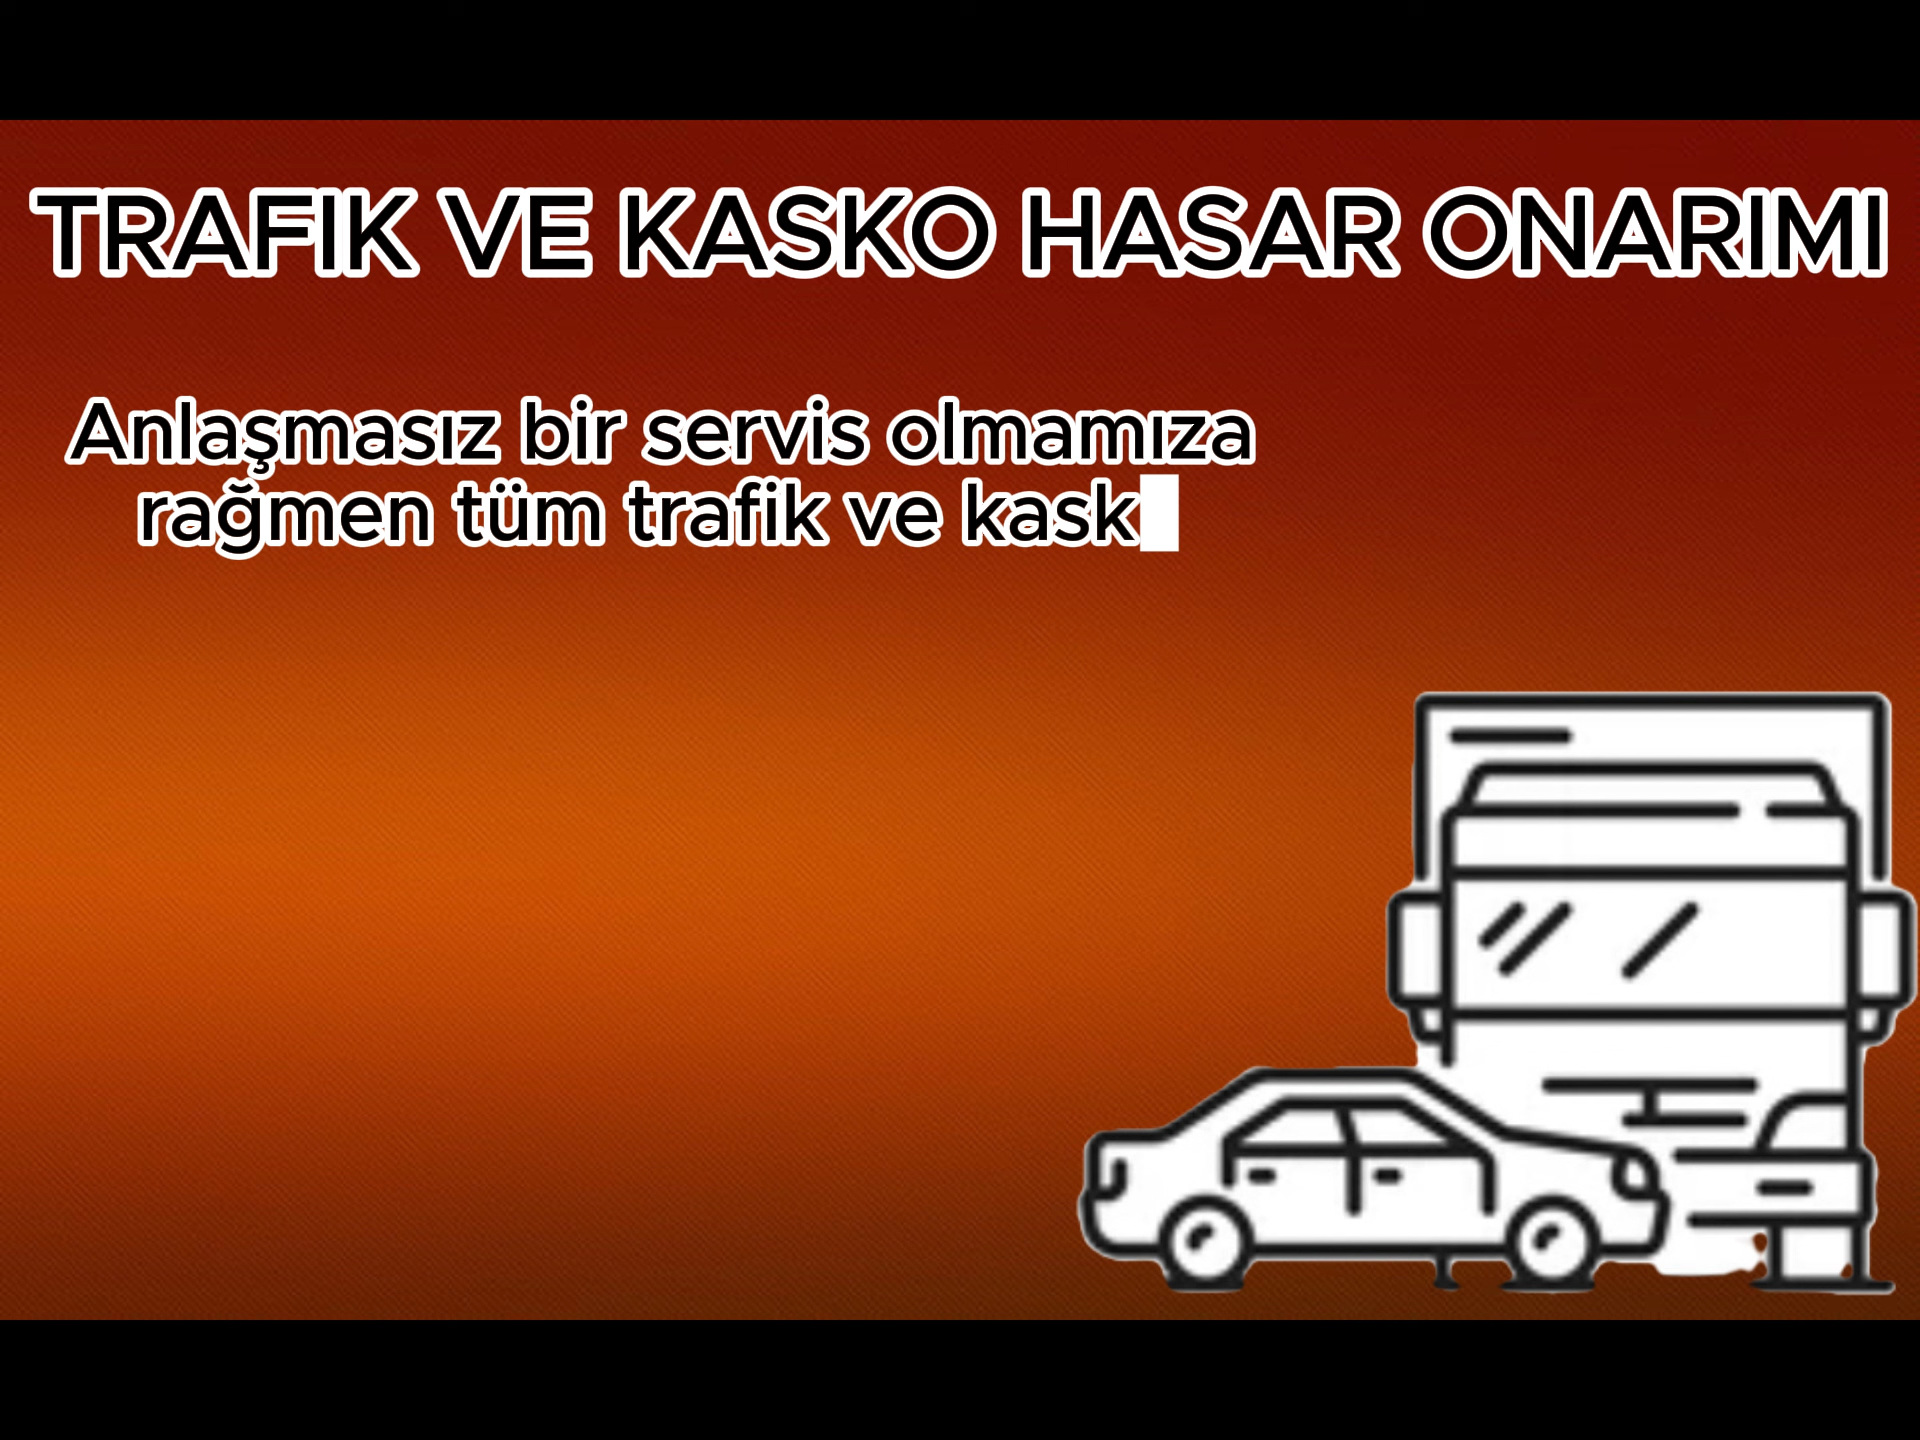 TRAFIK VE KASKO HASAR ONARIMI
Anlaşmasız bir servis olmamıza
rağmen tüm trafik ve kask